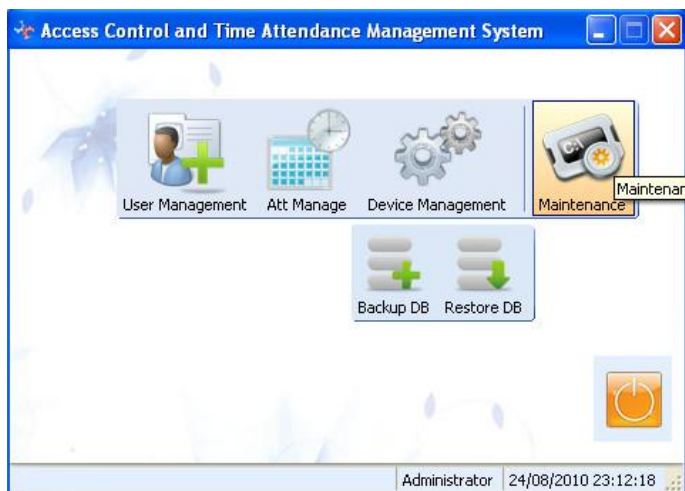 Access Control and Time Attendance Management System
User Management Att Manage Device Management Maintenance
C:\
Maintenan
Backup DB Restore DB
Administrator 24/08/2010 23:12:18